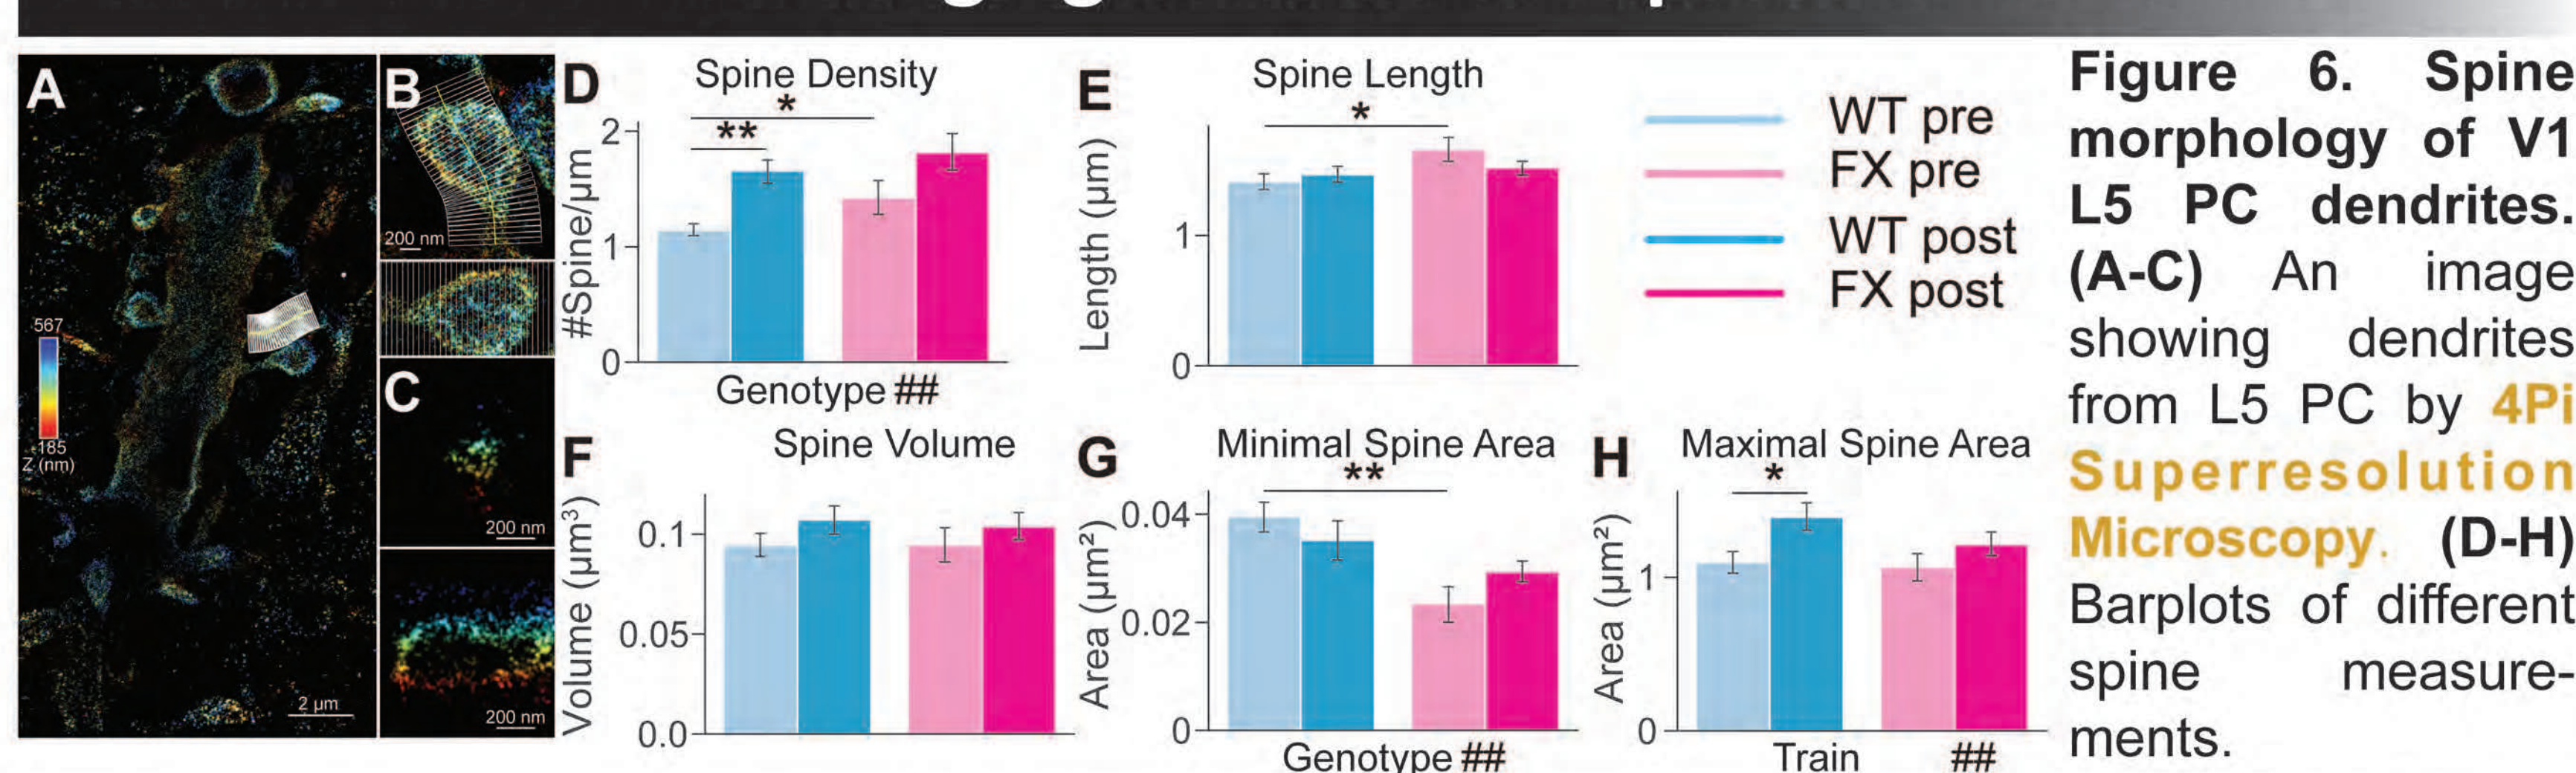 A
567
185
Z (nm)
2 µm
B
200 nm
C
200 nm
200 nm
D
Spine Density
*
**
2
1
0
#Spine/µm
Genotype ##
E
Spine Length
*
1
0
Length (µm)
WT pre
FX pre
WT post
FX post
F
Spine Volume
0.1
0.05
0.0
Volume (µm³)
G
Minimal Spine Area
**
0.04
0.02
0
Area (µm²)
Genotype ##
H
Maximal Spine Area
*
1
0
Area (µm²)
Train ##
Figure 6. Spine
morphology of V1
L5 PC dendrites.
(A-C) An image
showing dendrites
from L5 PC by 4Pi
Superresolution
Microscopy. (D-H)
Barplots of different
spine measure-
ments.